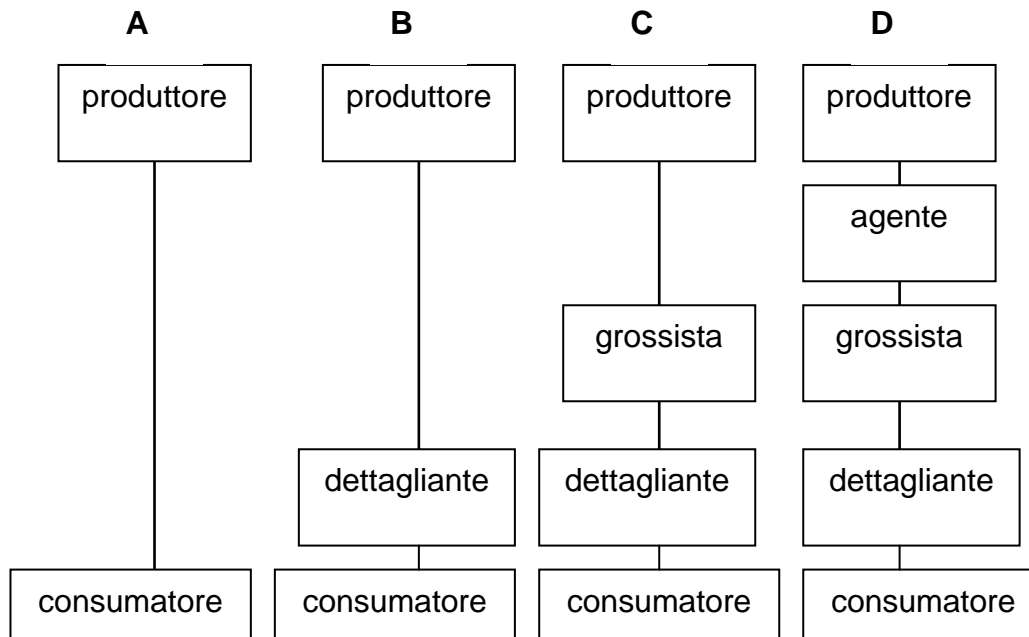 A B C D
produttore produttore produttore produttore
agente
grossista grossista
dettagliante dettagliante dettagliante
consumatore consumatore consumatore consumatore